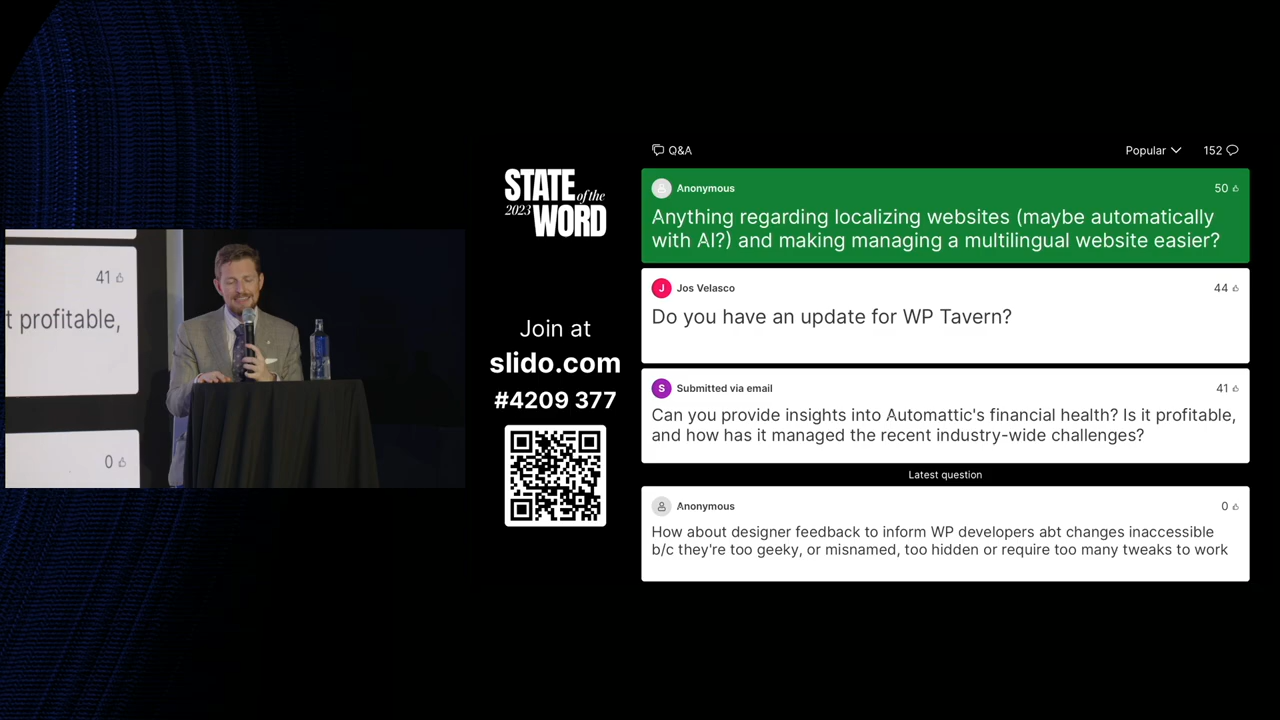 41
t profitable,
0
STATE of the
2023 WORD
Join at
slido.com
#4209 377
Q&A
Popular
152
Anonymous
50
Anything regarding localizing websites (maybe automatically
with AI?) and making managing a multilingual website easier?
J
Jos Velasco
44
Do you have an update for WP Tavern?
S
Submitted via email
41
Can you provide insights into Automattic's financial health? Is it profitable,
and how has it managed the recent industry-wide challenges?
Latest question
Anonymous
0
How about designer feedback to inform WP developers abt changes inaccessible
b/c they're too geeky, or misnamed, too hidden or require too many tweaks to work